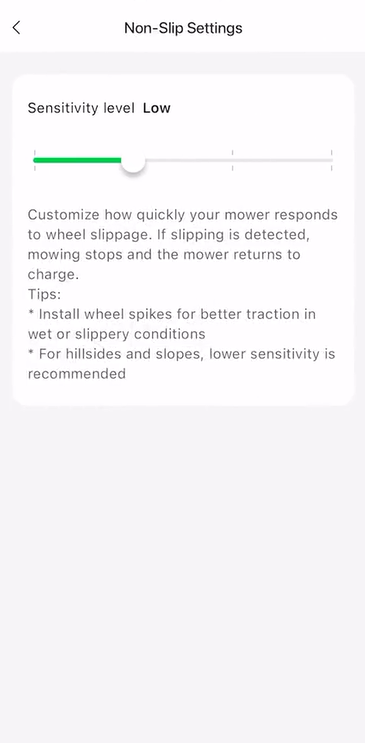 Non-Slip Settings
Sensitivity level Low
Customize how quickly your mower responds
to wheel slippage. If slipping is detected,
mowing stops and the mower returns to
charge.
Tips:
* Install wheel spikes for better traction in
wet or slippery conditions
* For hillsides and slopes, lower sensitivity is
recommended